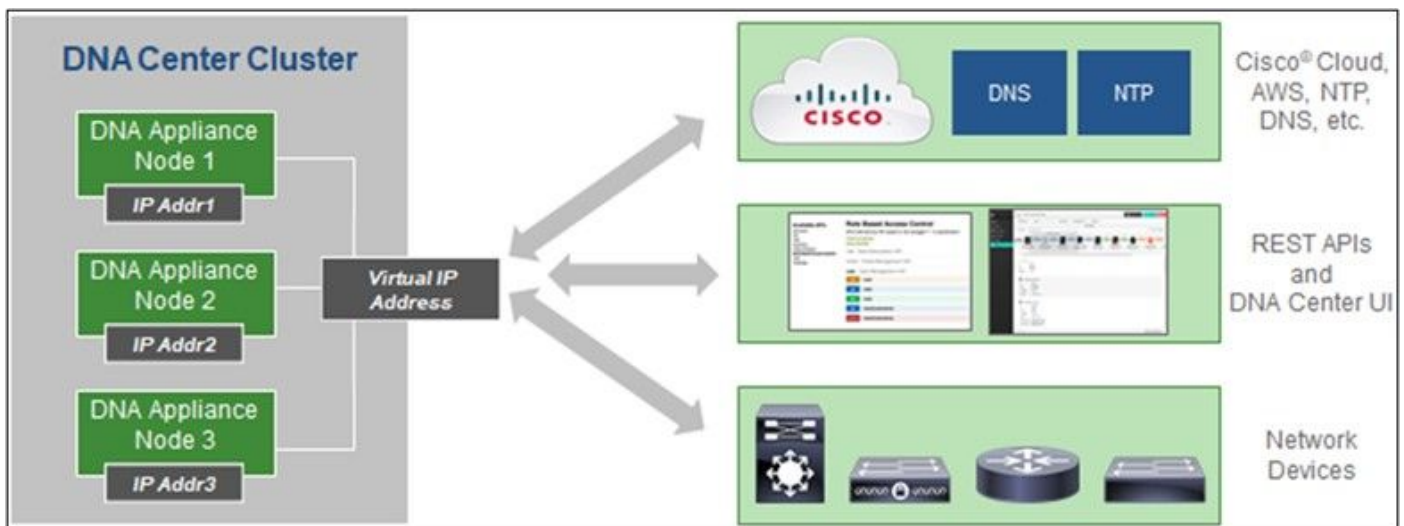 DNA Center Cluster
DNA Appliance
Node 1
IP Addr1
DNA Appliance
Node 2
IP Addr2
DNA Appliance
Node 3
IP Addr3
Virtual IP
Address
CISCO
DNS
NTP
Cisco® Cloud,
AWS, NTP,
DNS, etc.
Role Based Access Control
REST APIs
and
DNA Center UI
Network
Devices